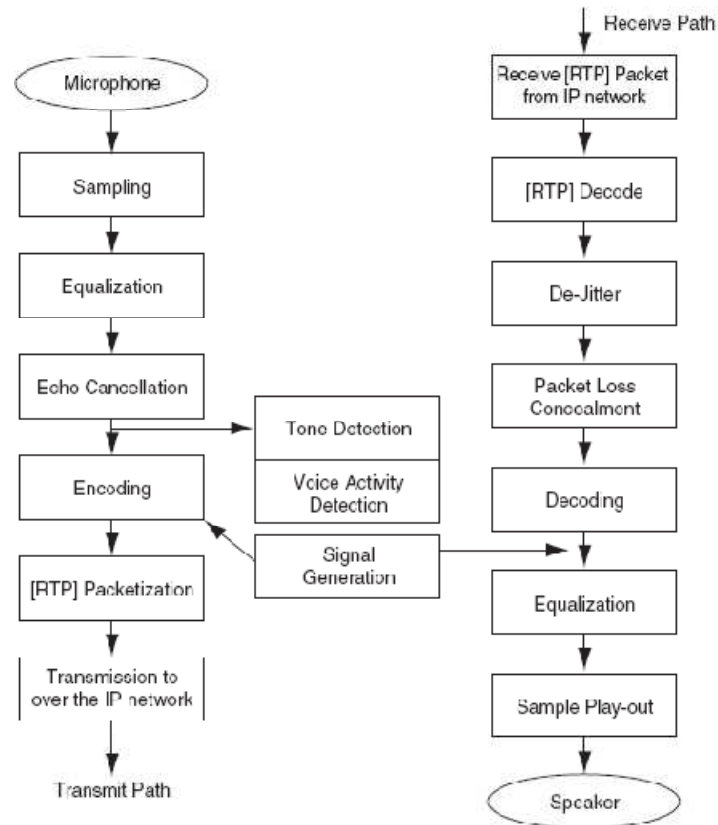 Microphone
Sampling
Equalization
Echo Cancellation
Encoding
[RTP] Packetization
Transmission to
over the IP network
Transmit Path
Tone Detection
Voice Activity
Detection
Signal
Generation
Receive Path
Receive [RTP] Packet
from IP network
[RTP] Decode
De-Jitter
Packet Loss
Concealment
Decoding
Equalization
Sample Play-out
Speaker